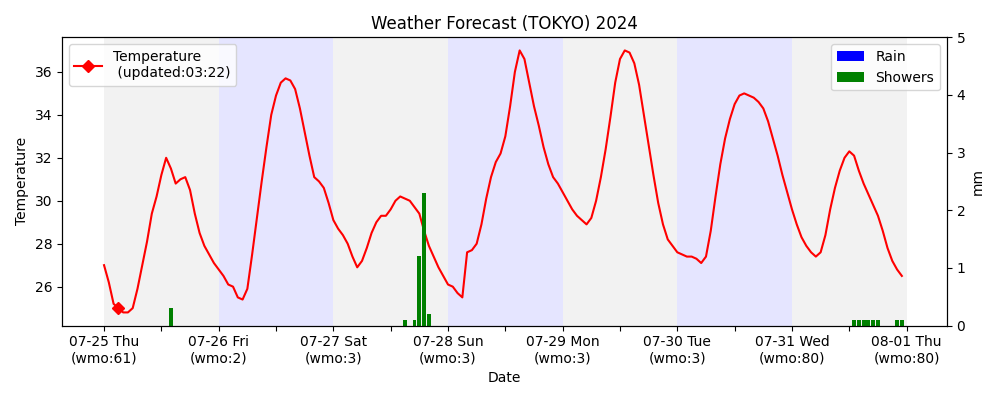 Weather Forecast (TOKYO) 2024
Temperature
(updated:03:22)
Rain
Showers
Temperature
36
34
32
30
28
26
5
4
3
2
1
0
mm
07-25 Thu
(wmo:61)
07-26 Fri
(wmo:2)
07-27 Sat
(wmo:3)
07-28 Sun
(wmo:3)
07-29 Mon
(wmo:3)
07-30 Tue
(wmo:3)
07-31 Wed
(wmo:80)
08-01 Thu
(wmo:80)
Date